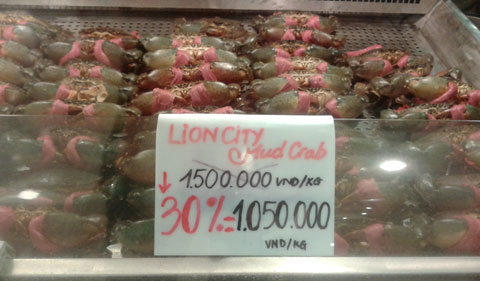 LION CITY
Mud Crab
↓ 1.500.000 VND/KG
30%=1.050.000
VND/KG